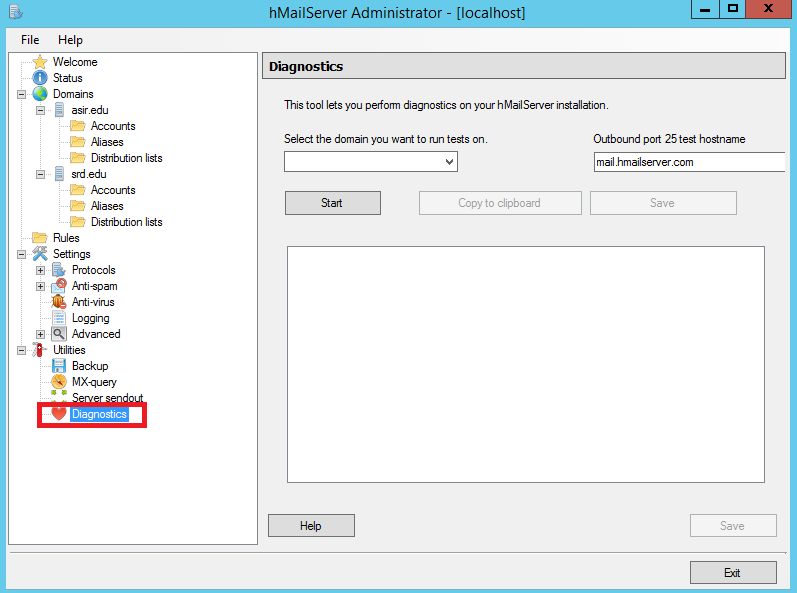 hMailServer Administrator - [localhost]
File Help
Welcome
Status
Domains
asir.edu
Accounts
Aliases
Distribution lists
srd.edu
Accounts
Aliases
Distribution lists
Rules
Settings
Protocols
Anti-spam
Anti-virus
Logging
Advanced
Utilities
Backup
MX-query
Server sendout
Diagnostics
Diagnostics
This tool lets you perform diagnostics on your hMailServer installation.
Select the domain you want to run tests on.
Outbound port 25 test hostname
mail.hmailserver.com
Start
Copy to clipboard
Save
Help
Save
Exit